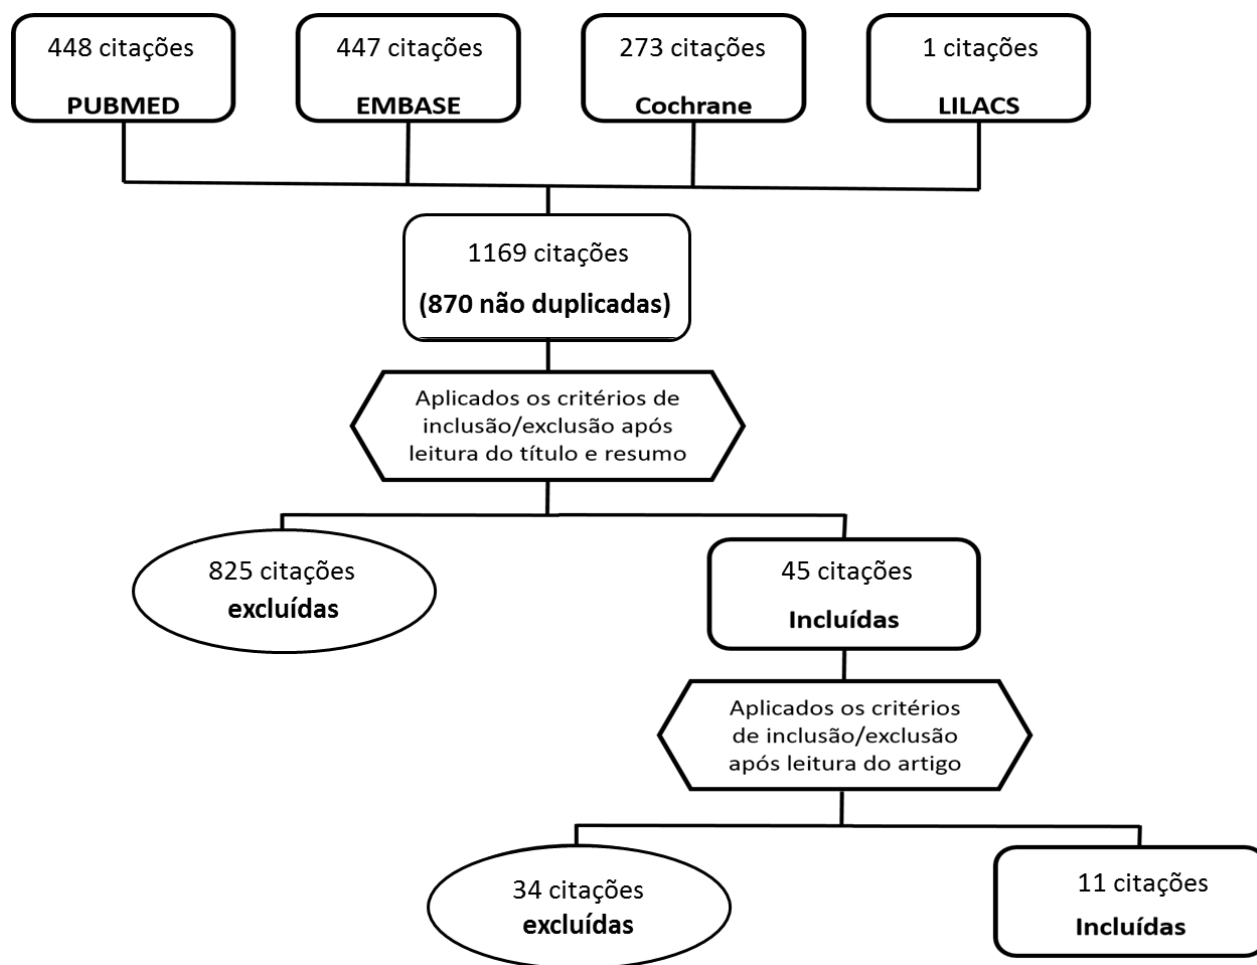 448 citações
PUBMED
447 citações
EMBASE
273 citações
Cochrane
1 citações
LILACS
1169 citações
(870 não duplicadas)
Aplicados os critérios de
inclusão/exclusão após
leitura do título e resumo
825 citações
excluídas
45 citações
Incluídas
Aplicados os critérios
de inclusão/exclusão
após leitura do artigo
34 citações
excluídas
11 citações
Incluídas